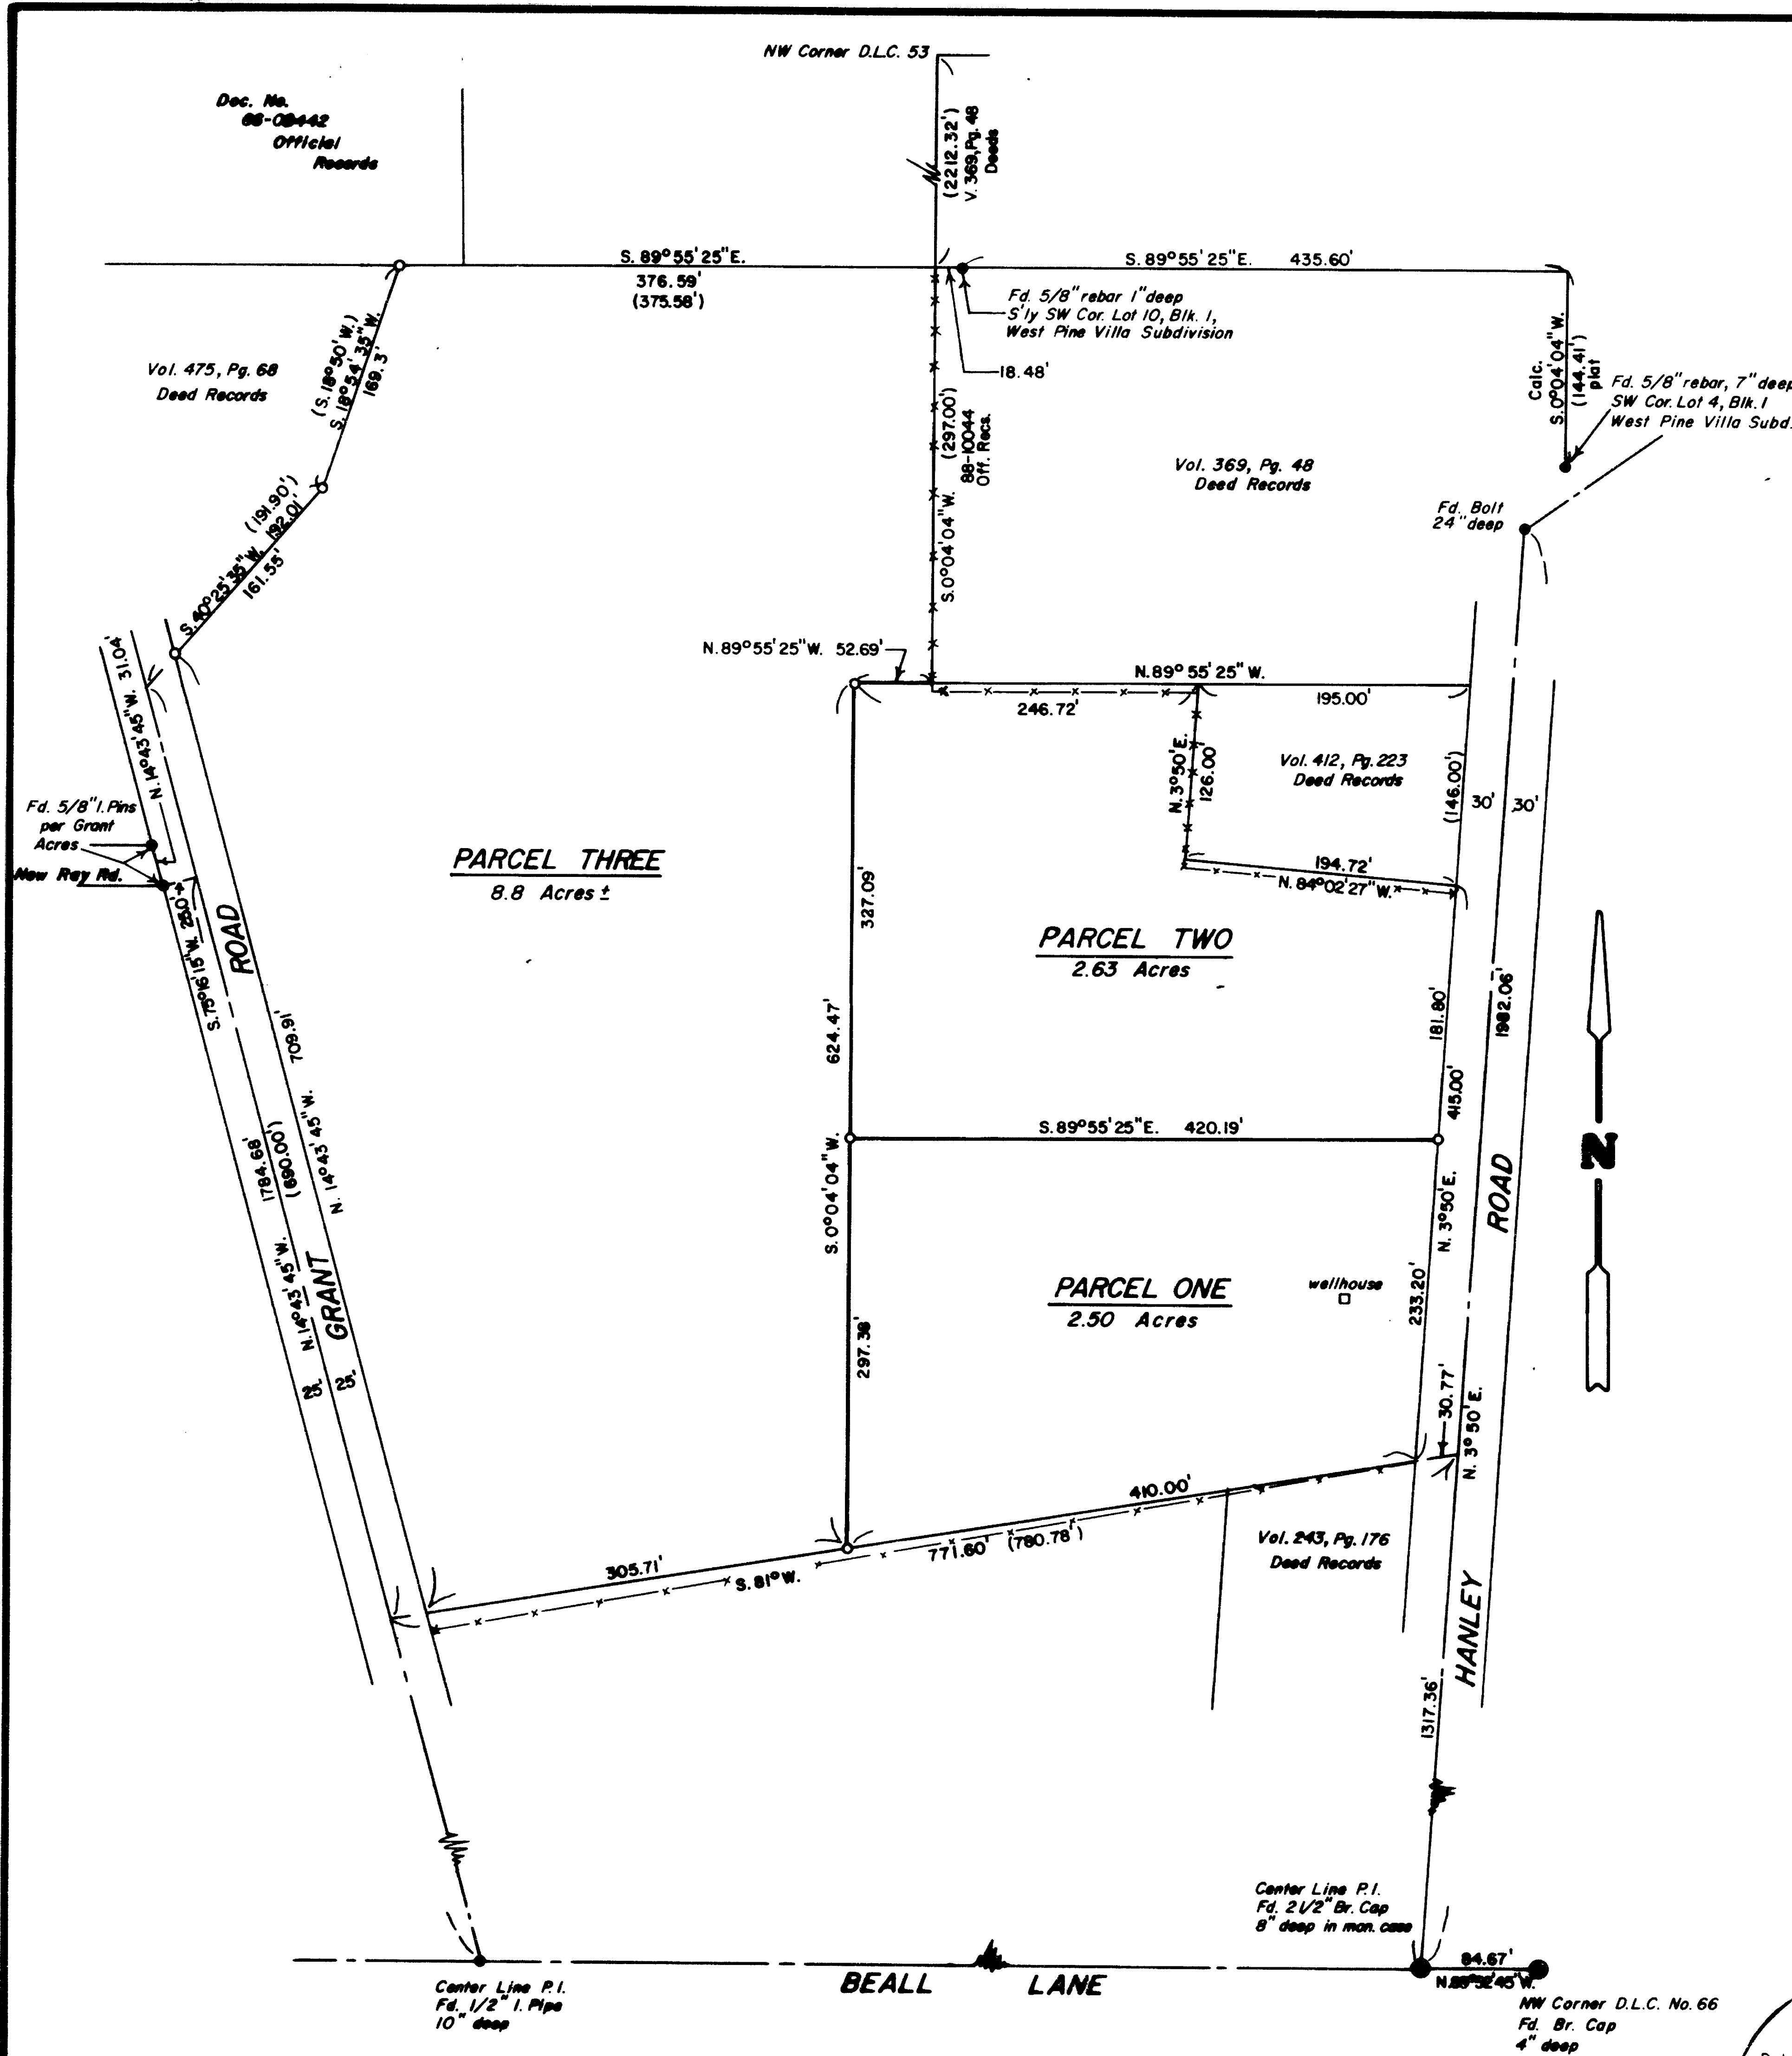 NW Corner D.L.C. 53
Doc. No.
Official
Records
(2212.32')
V. 369, Pg. 48
Deeds
S. 89°55'25"E.
376.59'
(375.58')
S. 89°55'25"E. 435.60'
Fd. 5/8" rebar 1" deep
S'ly SW Cor. Lot 10, Blk. 1,
West Pine Villa Subdivision
18.48'
Calc.
S. 0°04'04"W.
(144.41')
plat
Fd. 5/8" rebar, 7" deep
SW Cor. Lot 4, Blk. 1
West Pine Villa Subd.
Vol. 475, Pg. 68
Deed Records
(S. 18°50'W.)
S. 18°54'35"W.
169.3'
(191.90')
S. 40°25'35"W. 192.01'
161.55'
S. 0°04'04"W. (297.00')
88-10044
Off. Recs.
Vol. 369, Pg. 48
Deed Records
Fd. Bolt
24" deep
N. 89°55'25"W. 52.69'
N. 89°55'25"W.
246.72'
195.00'
N. 14°43'45"W. 31.04'
N. 3°50'E.
126.00'
Vol. 412, Pg. 223
Deed Records
(146.00')
30' 30'
Fd. 5/8" I. Pins
per Grant
Acres
New Ray Rd.
S. 75°16'15"W. 25.0'
PARCEL THREE
8.8 Acres ±
327.09'
194.72'
N. 84°02'27"W.
PARCEL TWO
2.63 Acres
ROAD
624.47'
181.80'
1982.06'
415.00'
N. 14°43'45"W. 709.91'
S. 89°55'25"E. 420.19'
N
1784.68'
(690.00')
N. 14°43'45"W.
GRANT
25' 25'
S. 0°04'04"W.
297.38'
PARCEL ONE
2.50 Acres
wellhouse
N. 3°50'E.
233.20'
ROAD
30.77'
N. 3°50'E.
410.00'
771.60' (780.78')
305.71'
S. 81°W.
Vol. 243, Pg. 176
Deed Records
HANLEY
1317.36'
Center Line P.I.
Fd. 2 1/2" Br. Cap
8" deep in mon. case
84.67'
BEALL LANE
Center Line P.I.
Fd. 1/2" I. Pipe
10" deep
NW Corner D.L.C. No. 66
Fd. Br. Cap
4" deep